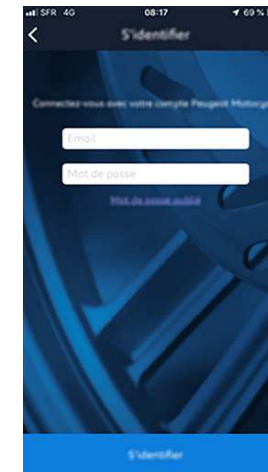 SFR 4G 08:17 69 %
S'identifier
Connectez-vous avec votre compte Peugeot Motocyc
Email
Mot de passe
Mot de passe oublié
S'identifier